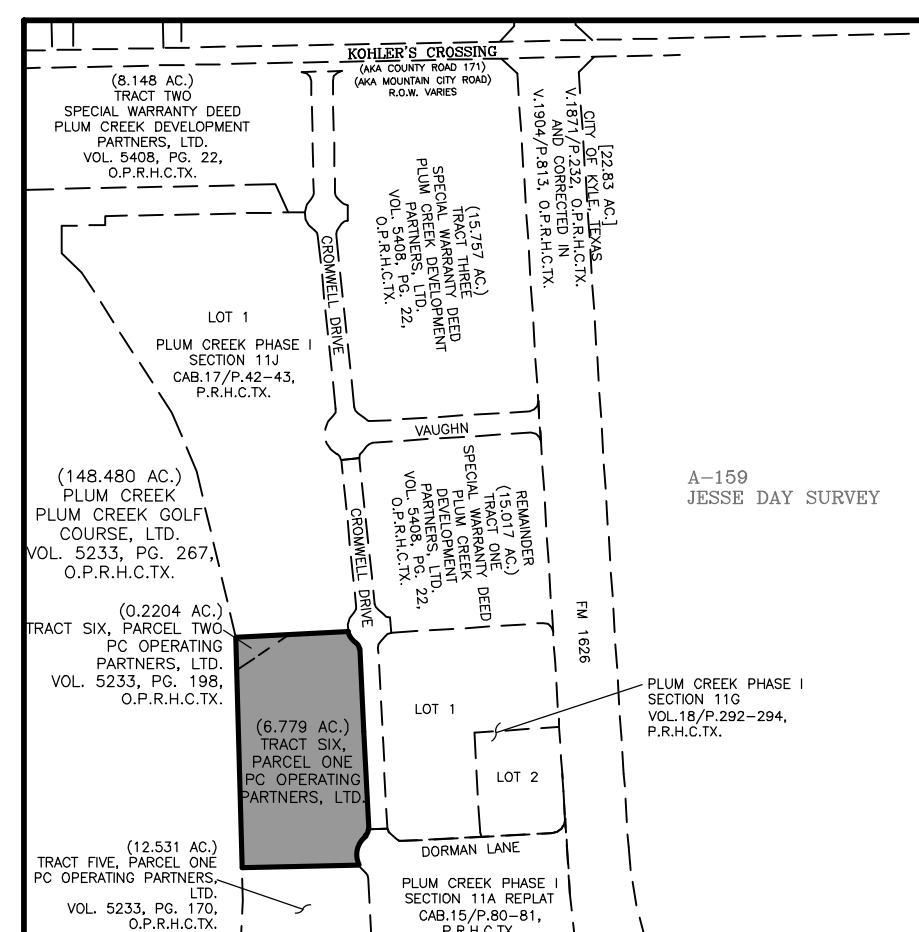 KOHLER'S CROSSING
(AKA COUNTY ROAD 171)
(AKA MOUNTAIN CITY ROAD)
R.O.W. VARIES
(8.148 AC.)
TRACT TWO
SPECIAL WARRANTY DEED
PLUM CREEK DEVELOPMENT
PARTNERS, LTD.
VOL. 5408, PG. 22,
O.P.R.H.C.TX.
(15.757 AC.)
TRACT THREE
SPECIAL WARRANTY DEED
PLUM CREEK DEVELOPMENT
PARTNERS, LTD.
VOL. 5408, PG. 22,
O.P.R.H.C.TX.
[22.83 AC.]
CITY OF KYLE, TEXAS
V.1871/P.232, O.P.R.H.C.TX.
AND CORRECTED IN
V.1904/P.813, O.P.R.H.C.TX.
CROMWELL DRIVE
LOT 1
PLUM CREEK PHASE I
SECTION 11J
CAB.17/P.42-43,
P.R.H.C.TX.
VAUGHN
(148.480 AC.)
PLUM CREEK
PLUM CREEK GOLF
COURSE, LTD.
VOL. 5233, PG. 267,
O.P.R.H.C.TX.
CROMWELL DRIVE
REMAINDER
(15.017 AC.)
TRACT ONE
SPECIAL WARRANTY DEED
PLUM CREEK
DEVELOPMENT
PARTNERS, LTD.
VOL. 5408, PG. 22,
O.P.R.H.C.TX.
A-159
JESSE DAY SURVEY
FM 1626
(0.2204 AC.)
TRACT SIX, PARCEL TWO
PC OPERATING
PARTNERS, LTD.
VOL. 5233, PG. 198,
O.P.R.H.C.TX.
(6.779 AC.)
TRACT SIX,
PARCEL ONE
PC OPERATING
PARTNERS, LTD.
LOT 1
LOT 2
PLUM CREEK PHASE I
SECTION 11G
VOL.18/P.292-294,
P.R.H.C.TX.
DORMAN LANE
(12.531 AC.)
TRACT FIVE, PARCEL ONE
PC OPERATING PARTNERS,
LTD.
VOL. 5233, PG. 170,
O.P.R.H.C.TX.
PLUM CREEK PHASE I
SECTION 11A REPLAT
CAB.15/P.80-81,
P.R.H.C.TX.